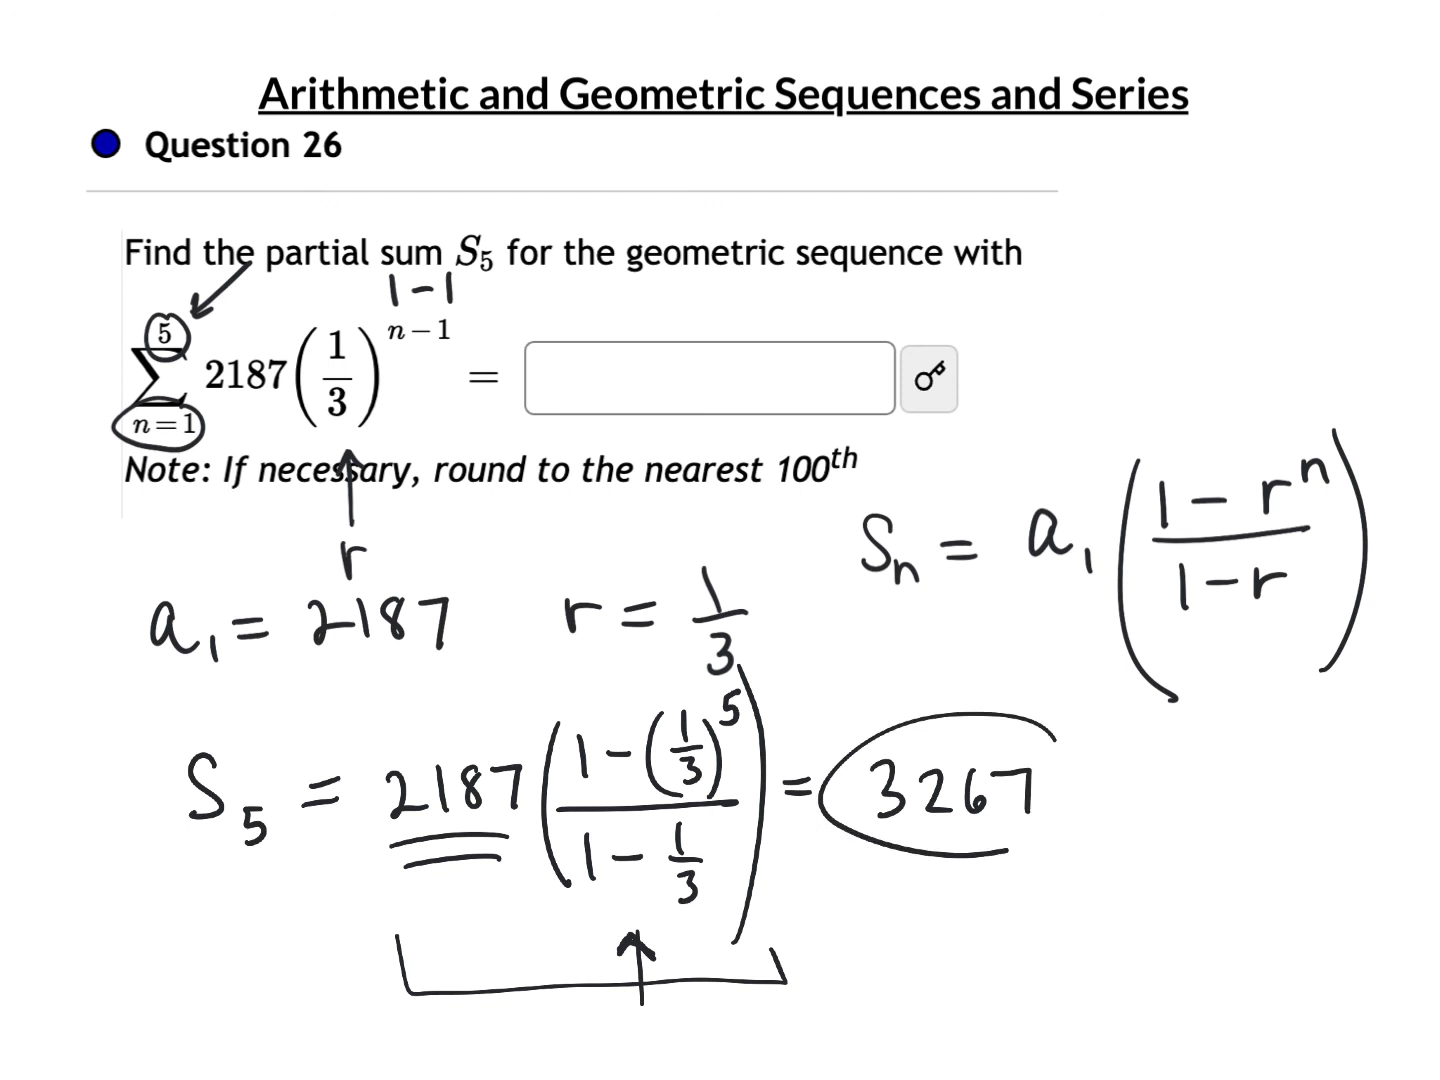 Arithmetic and Geometric Sequences and Series
Question 26
Find the partial sum S₅ for the geometric sequence with
1 - 1
5
∑ 2187(1/3)ⁿ⁻¹ =
n = 1
Note: If necessary, round to the nearest 100ᵗʰ
r
Sₙ = a₁ ((1 - rⁿ)/(1 - r))
a₁ = 2187 r = 1/3
S₅ = 2187 ((1 - (1/3)⁵)/(1 - 1/3)) = 3267